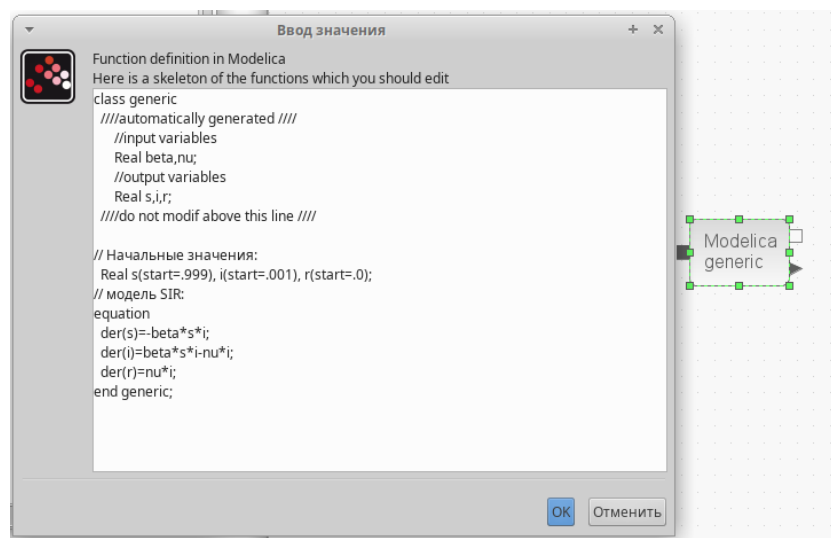 Ввод значения
Function definition in Modelica
Here is a skeleton of the functions which you should edit
class generic
////automatically generated ////
//input variables
Real beta,nu;
//output variables
Real s,i,r;
////do not modif above this line ////
// Начальные значения:
Real s(start=.999), i(start=.001), r(start=.0);
// модель SIR:
equation
der(s)=-beta*s*i;
der(i)=beta*s*i-nu*i;
der(r)=nu*i;
end generic;
Modelica
generic
OK
Отменить